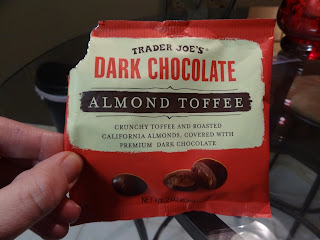 TRADER JOE'S®
DARK CHOCOLATE
ALMOND TOFFEE
CRUNCHY TOFFEE AND ROASTED
CALIFORNIA ALMONDS, COVERED WITH
PREMIUM DARK CHOCOLATE